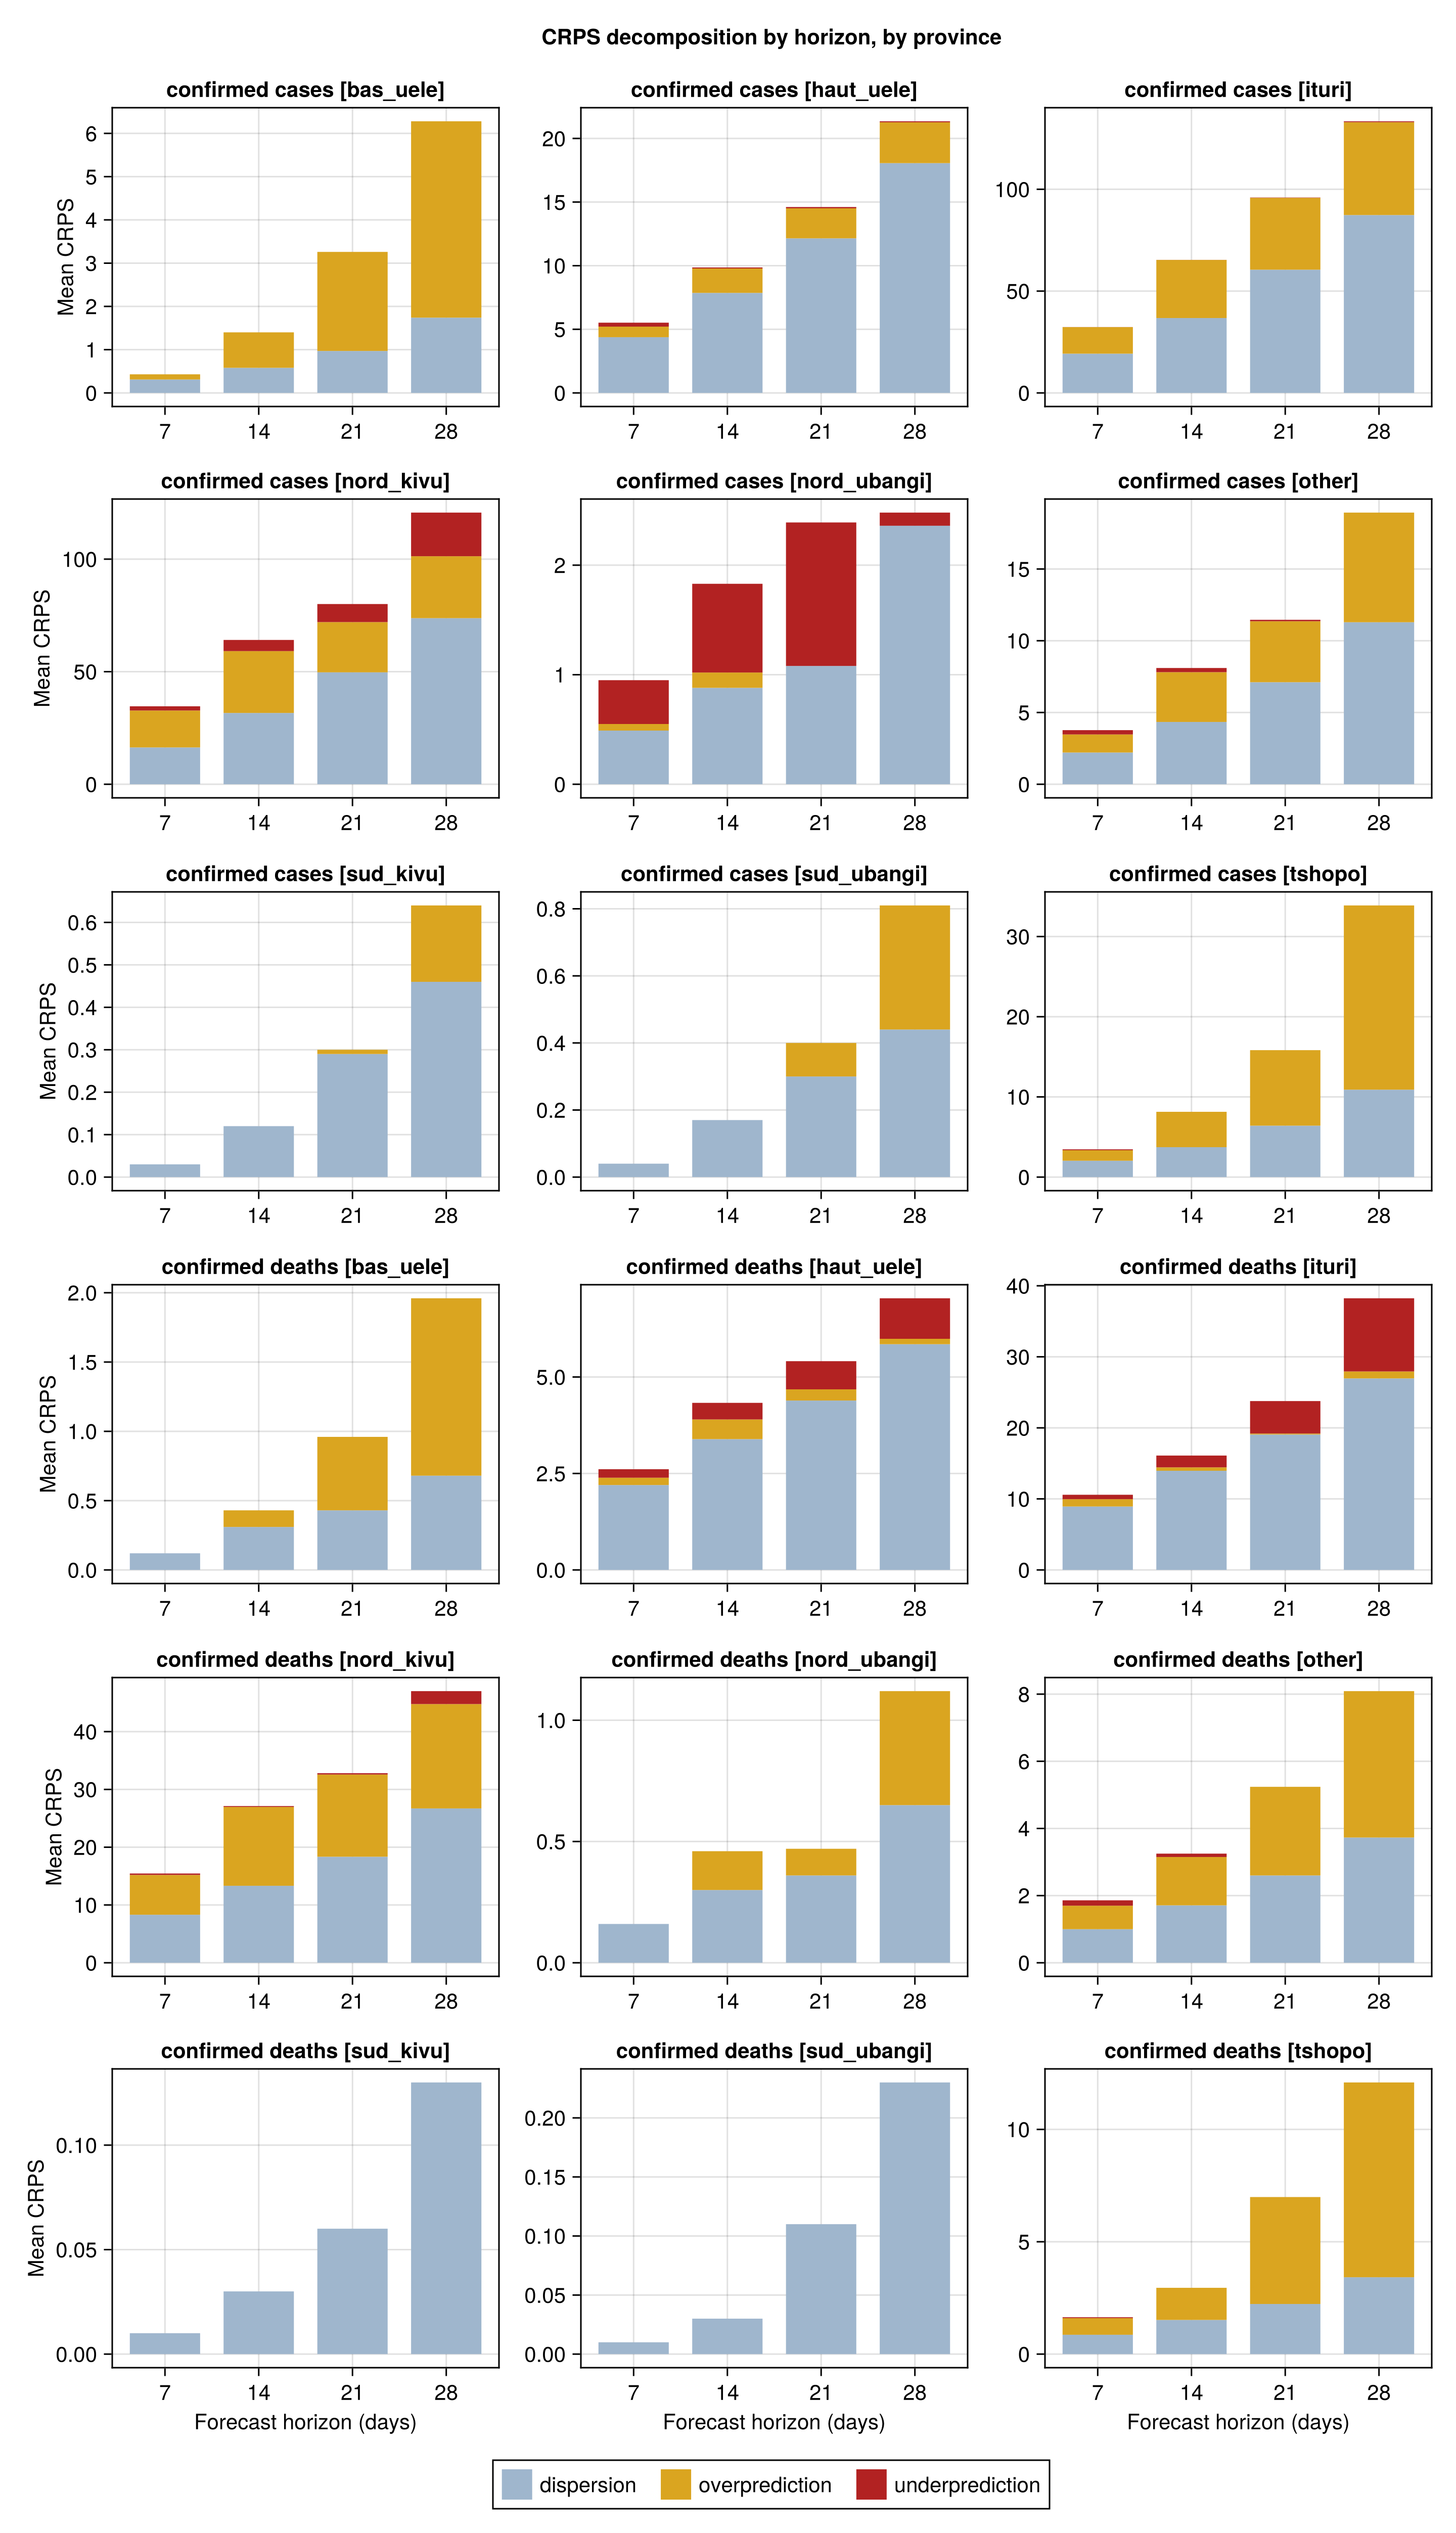 CRPS decomposition by horizon, by province
confirmed cases [bas_uele]
Mean CRPS
6
5
4
3
2
1
0
7 14 21 28
confirmed cases [haut_uele]
20
15
10
5
0
7 14 21 28
confirmed cases [ituri]
100
50
0
7 14 21 28
confirmed cases [nord_kivu]
Mean CRPS
100
50
0
7 14 21 28
confirmed cases [nord_ubangi]
2
1
0
7 14 21 28
confirmed cases [other]
15
10
5
0
7 14 21 28
confirmed cases [sud_kivu]
Mean CRPS
0.6
0.5
0.4
0.3
0.2
0.1
0.0
7 14 21 28
confirmed cases [sud_ubangi]
0.8
0.6
0.4
0.2
0.0
7 14 21 28
confirmed cases [tshopo]
30
20
10
0
7 14 21 28
confirmed deaths [bas_uele]
Mean CRPS
2.0
1.5
1.0
0.5
0.0
7 14 21 28
confirmed deaths [haut_uele]
5.0
2.5
0.0
7 14 21 28
confirmed deaths [ituri]
40
30
20
10
0
7 14 21 28
confirmed deaths [nord_kivu]
Mean CRPS
40
30
20
10
0
7 14 21 28
confirmed deaths [nord_ubangi]
1.0
0.5
0.0
7 14 21 28
confirmed deaths [other]
8
6
4
2
0
7 14 21 28
confirmed deaths [sud_kivu]
Mean CRPS
0.10
0.05
0.00
7 14 21 28
Forecast horizon (days)
confirmed deaths [sud_ubangi]
0.20
0.15
0.10
0.05
0.00
7 14 21 28
Forecast horizon (days)
confirmed deaths [tshopo]
10
5
0
7 14 21 28
Forecast horizon (days)
dispersion overprediction underprediction